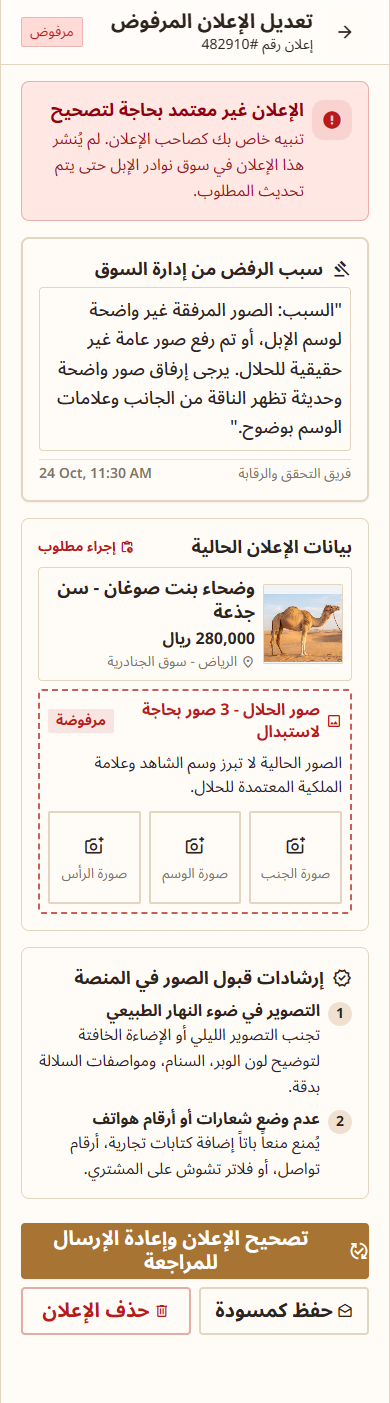 تعديل الإعلان المرفوض
إعلان رقم #482910
مرفوض
الإعلان غير معتمد بحاجة لتصحيح
تنبيه خاص بك كصاحب الإعلان. لم يُنشر
هذا الإعلان في سوق نوادر الإبل حتى يتم
تحديث المطلوب.
سبب الرفض من إدارة السوق
"السبب: الصور المرفقة غير واضحة
لوسم الإبل، أو تم رفع صور عامة غير
حقيقية للحلال. يرجى إرفاق صور واضحة
وحديثة تظهر الناقة من الجانب وعلامات
الوسم بوضوح."
فريق التحقق والرقابة
24 Oct, 11:30 AM
بيانات الإعلان الحالية
إجراء مطلوب
وضحاء بنت صوغان - سن
جذعة
280,000 ريال
الرياض - سوق الجنادرية
صور الحلال - 3 صور بحاجة
لاستبدال
مرفوضة
الصور الحالية لا تبرز وسم الشاهد وعلامة
الملكية المعتمدة للحلال.
صورة الجنب
صورة الوسم
صورة الرأس
إرشادات قبول الصور في المنصة
1
التصوير في ضوء النهار الطبيعي
تجنب التصوير الليلي أو الإضاءة الخافتة
لتوضيح لون الوبر، السنام، ومواصفات السلالة
بدقة.
2
عدم وضع شعارات أو أرقام هواتف
يُمنع منعاً باتاً إضافة كتابات تجارية، أرقام
تواصل، أو فلاتر تشوش على المشتري.
تصحيح الإعلان وإعادة الإرسال
للمراجعة
حفظ كمسودة
حذف الإعلان